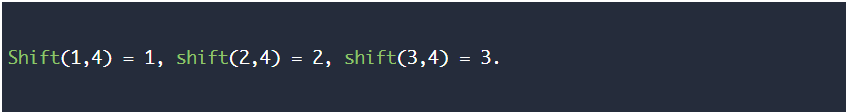 Shift(1,4) = 1, shift(2,4) = 2, shift(3,4) = 3.